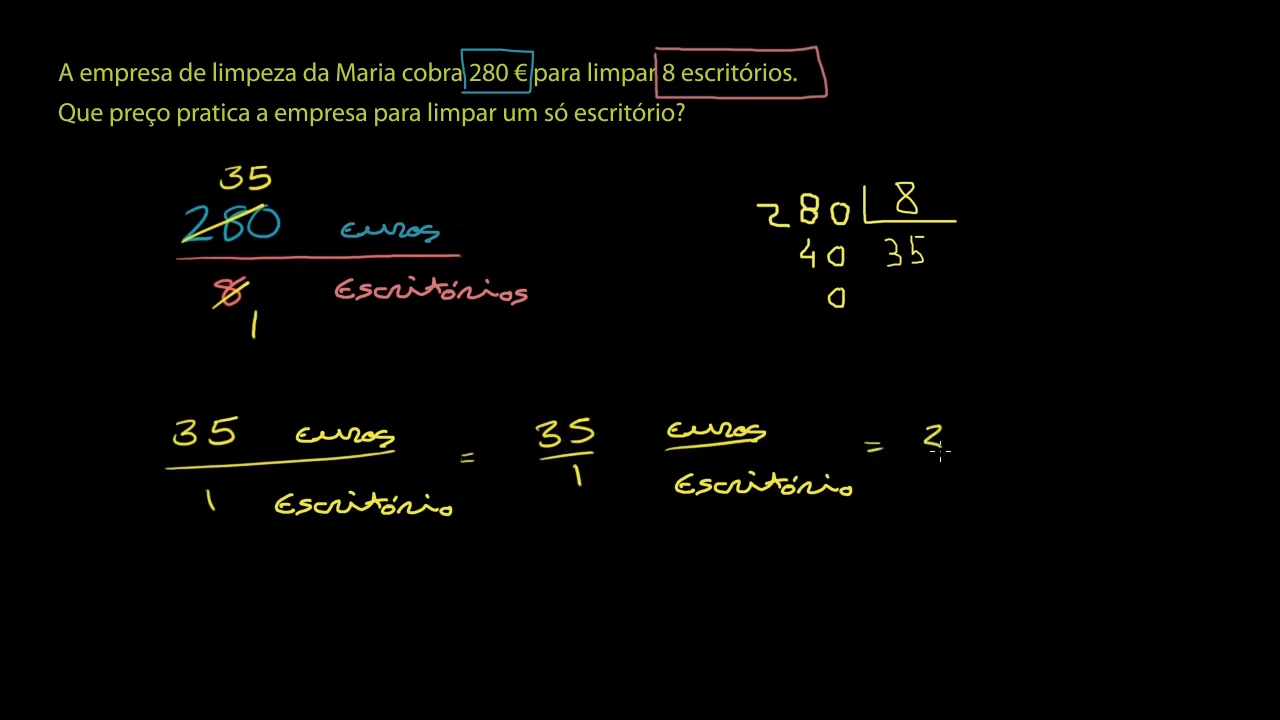 A empresa de limpeza da Maria cobra 280 € para limpar 8 escritórios.
Que preço pratica a empresa para limpar um só escritório?
35
280 euros
8 Escritórios
1
280 8
40 35
0
35 euros = 35 euros =
1 Escritório 1 Escritório